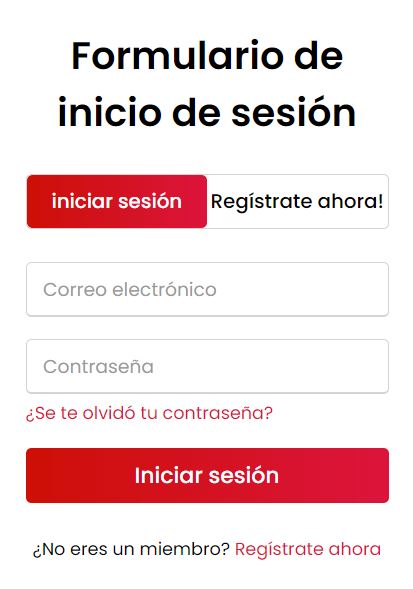 Formulario de
inicio de sesión
iniciar sesión Regístrate ahora!
Correo electrónico
Contraseña
¿Se te olvidó tu contraseña?
Iniciar sesión
¿No eres un miembro? Regístrate ahora